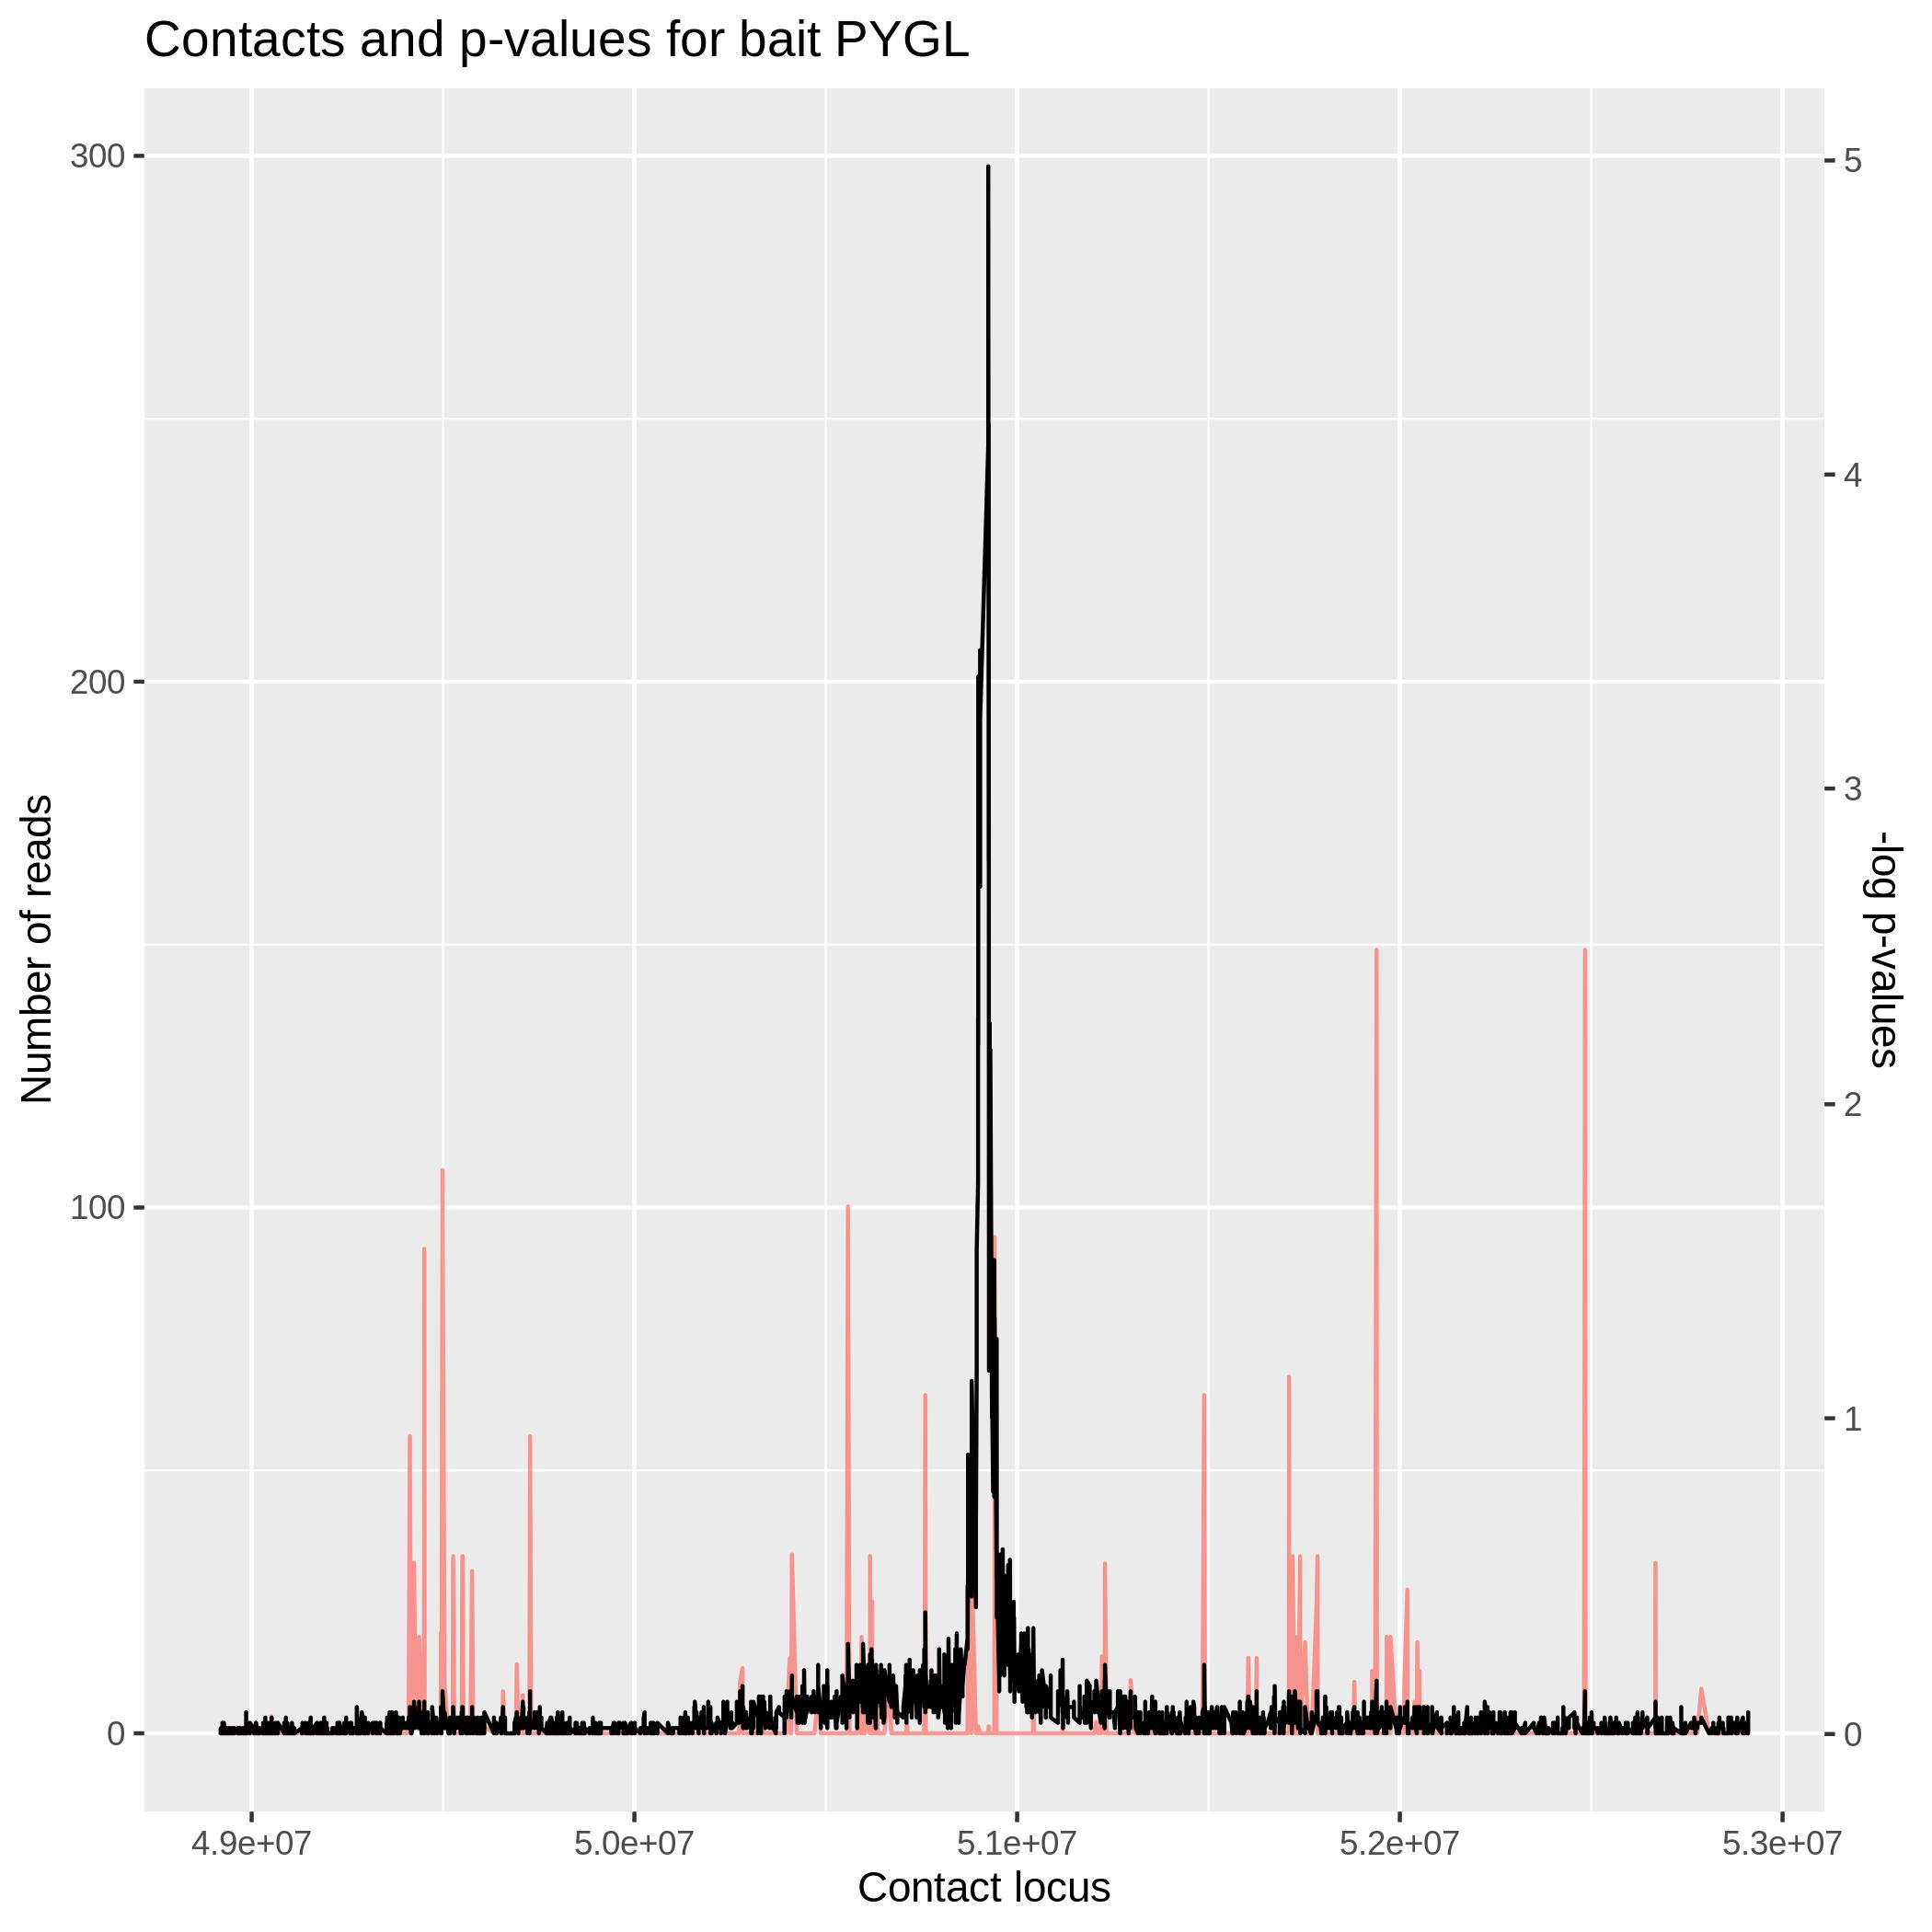 Contacts and p-values for bait PYGL
300
200
100
0
Number of reads
5
4
3
2
1
0
-log p-values
4.9e+07
5.0e+07
5.1e+07
5.2e+07
5.3e+07
Contact locus